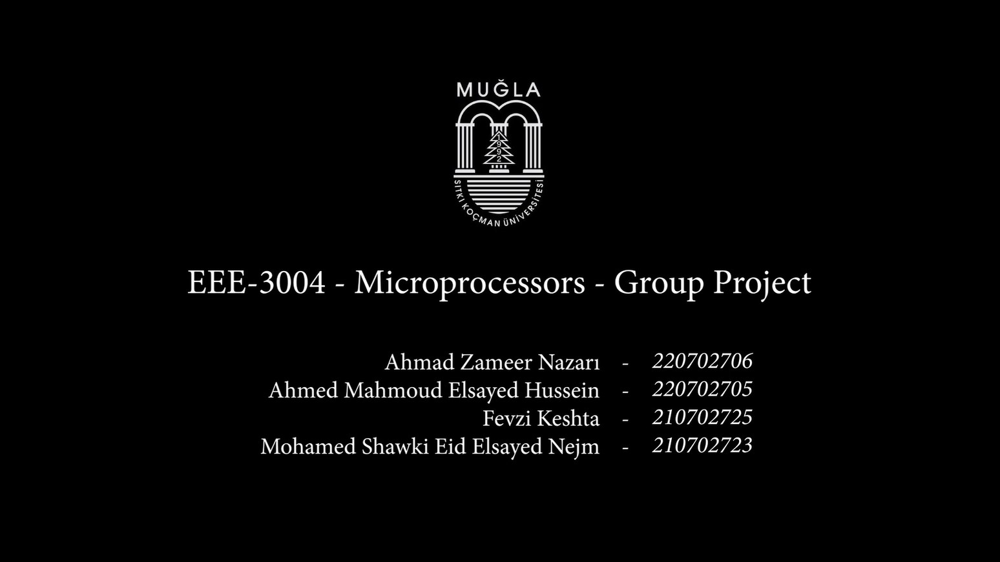 MUĞLA
1992
SITKI KOÇMAN ÜNİVERSİTESİ
EEE-3004 - Microprocessors - Group Project
Ahmad Zameer Nazarı - 220702706
Ahmed Mahmoud Elsayed Hussein - 220702705
Fevzi Keshta - 210702725
Mohamed Shawki Eid Elsayed Nejm - 210702723